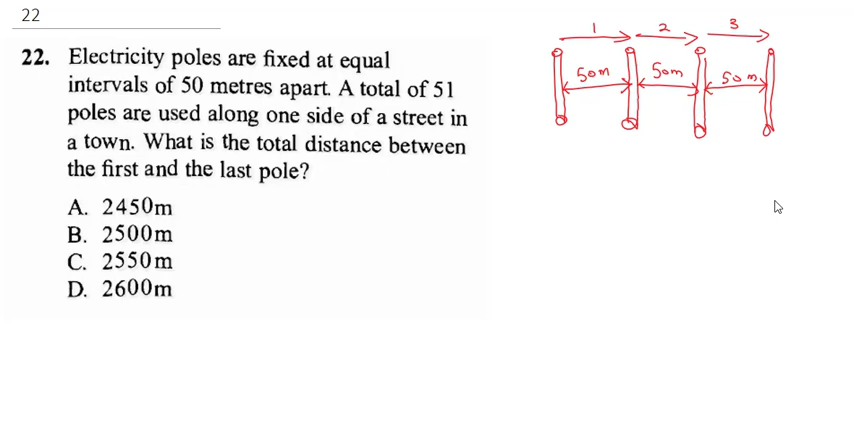 22
22. Electricity poles are fixed at equal
intervals of 50 metres apart. A total of 51
poles are used along one side of a street in
a town. What is the total distance between
the first and the last pole?
A. 2450m
B. 2500m
C. 2550m
D. 2600m
1 2 3
50m 50m 50m